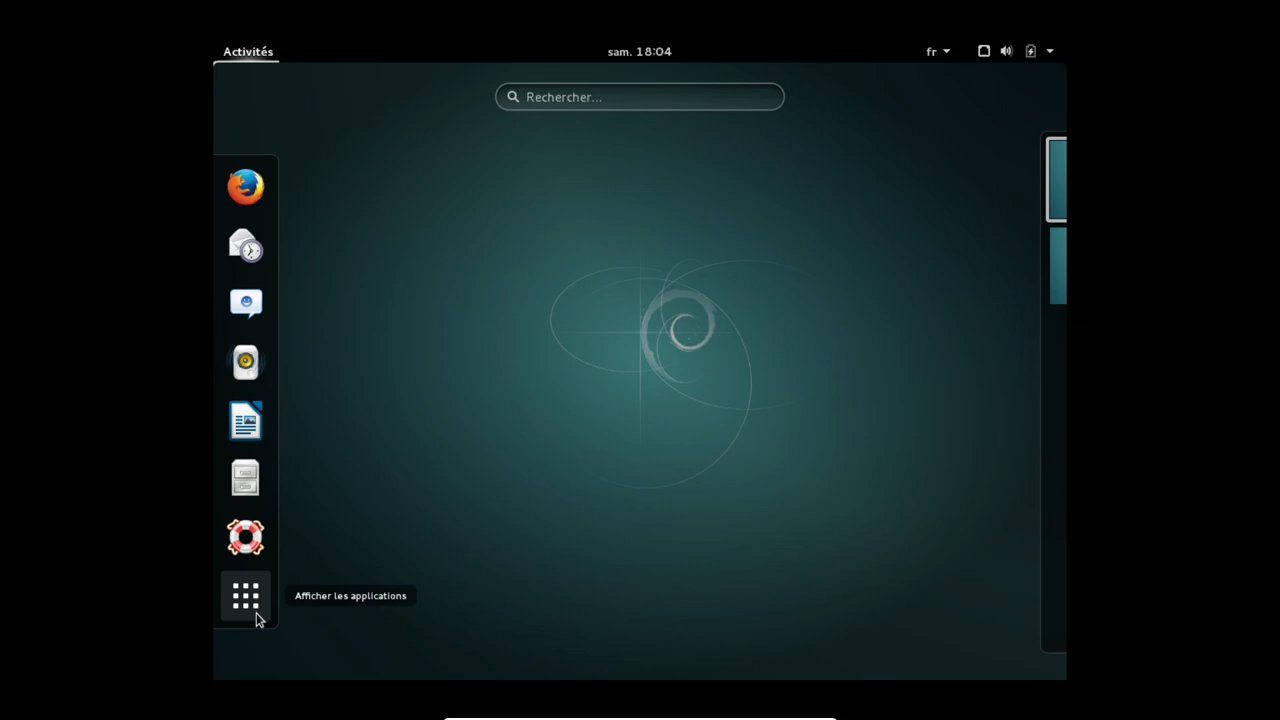 Activités
sam. 18:04
fr
Rechercher...
Afficher les applications